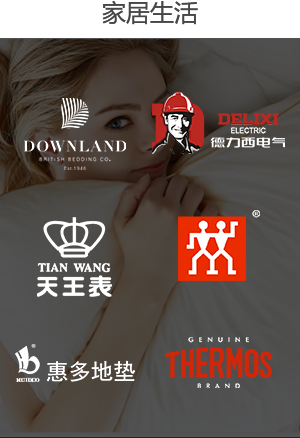 家居生活
DOWNLAND
BRITISH BEDDING CO.
Est.1946
DELIXI
ELECTRIC
德力西电气
TIAN WANG
天王表
®
惠多地垫
®
HUIDUO
GENUINE
THERMOS
BRAND